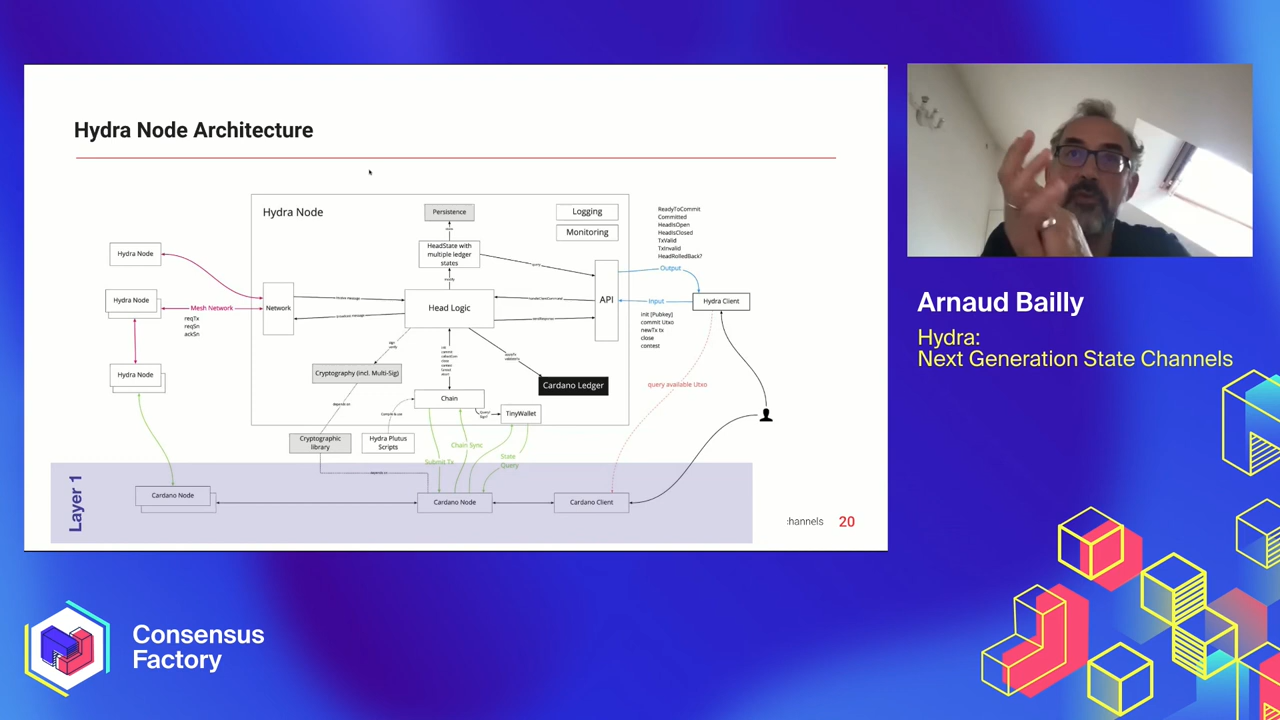 Hydra Node Architecture
Hydra Node
Persistence
Logging
Monitoring
HeadState with
multiple ledger
states
Head Logic
Network
API
Hydra Node
Hydra Node
Hydra Node
Mesh Network
reqTx
reqSn
ackSn
ReadyToCommit
Committed
HeadIsOpen
HeadIsClosed
TxValid
TxInvalid
HeadRolledBack?
Output
Input
Hydra Client
Init [Pubkey]
commit Utxo
newTx tx
close
contest
Cryptography (incl. Multi-Sig)
Cardano Ledger
Chain
TinyWallet
query available Utxo
Cryptographic
library
Hydra Plutus
Scripts
Submit Tx
Chain Sync
State
Query
depends on
Layer 1
Cardano Node
Cardano Node
Cardano Client
hannels
20
Arnaud Bailly
Hydra:
Next Generation State Channels
Consensus
Factory